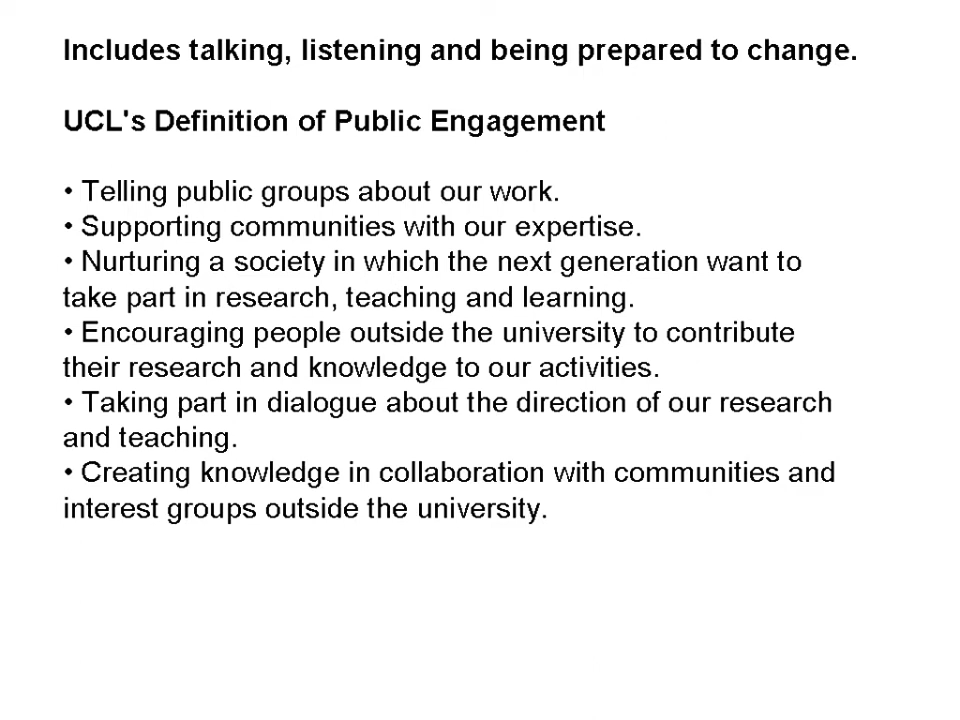 Includes talking, listening and being prepared to change.
UCL's Definition of Public Engagement
• Telling public groups about our work.
• Supporting communities with our expertise.
• Nurturing a society in which the next generation want to
take part in research, teaching and learning.
• Encouraging people outside the university to contribute
their research and knowledge to our activities.
• Taking part in dialogue about the direction of our research
and teaching.
• Creating knowledge in collaboration with communities and
interest groups outside the university.